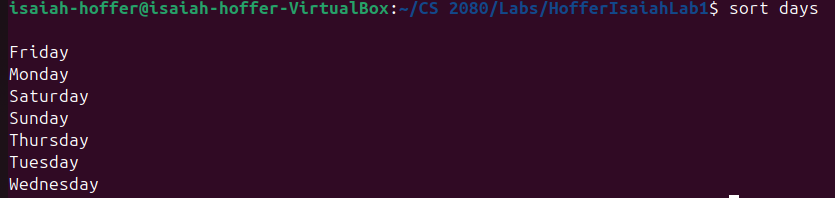 isaiah-hoffer@isaiah-hoffer-VirtualBox:~/CS 2080/Labs/HofferIsaiahLab1$ sort days
Friday
Monday
Saturday
Sunday
Thursday
Tuesday
Wednesday